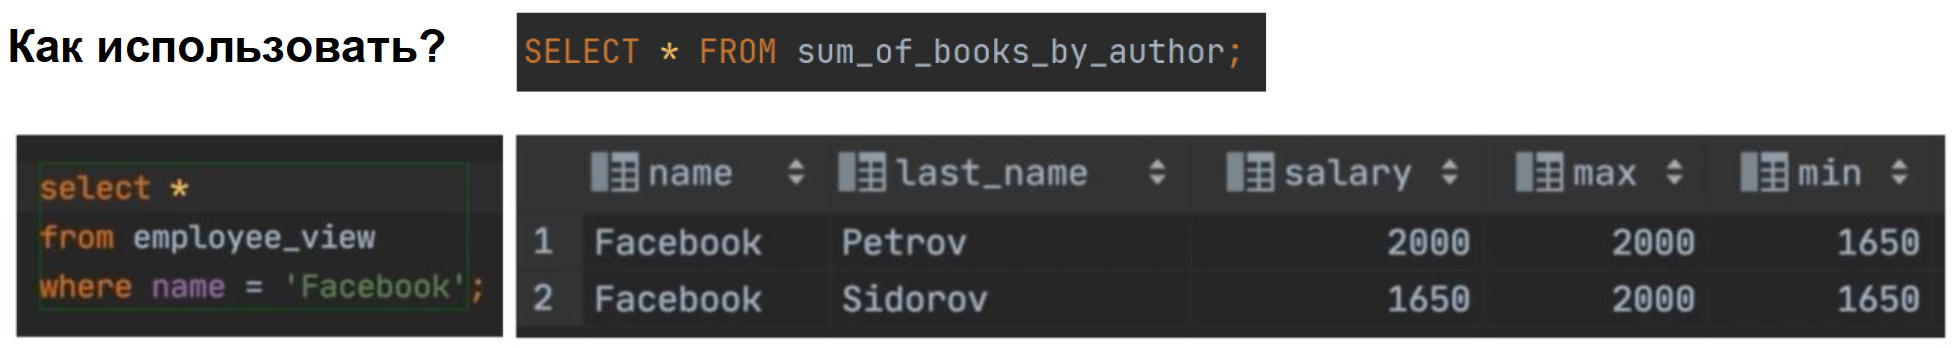 Как использовать?
SELECT * FROM sum_of_books_by_author;
select *
from employee_view
where name = 'Facebook';
name last_name salary max min
1 Facebook Petrov 2000 2000 1650
2 Facebook Sidorov 1650 2000 1650